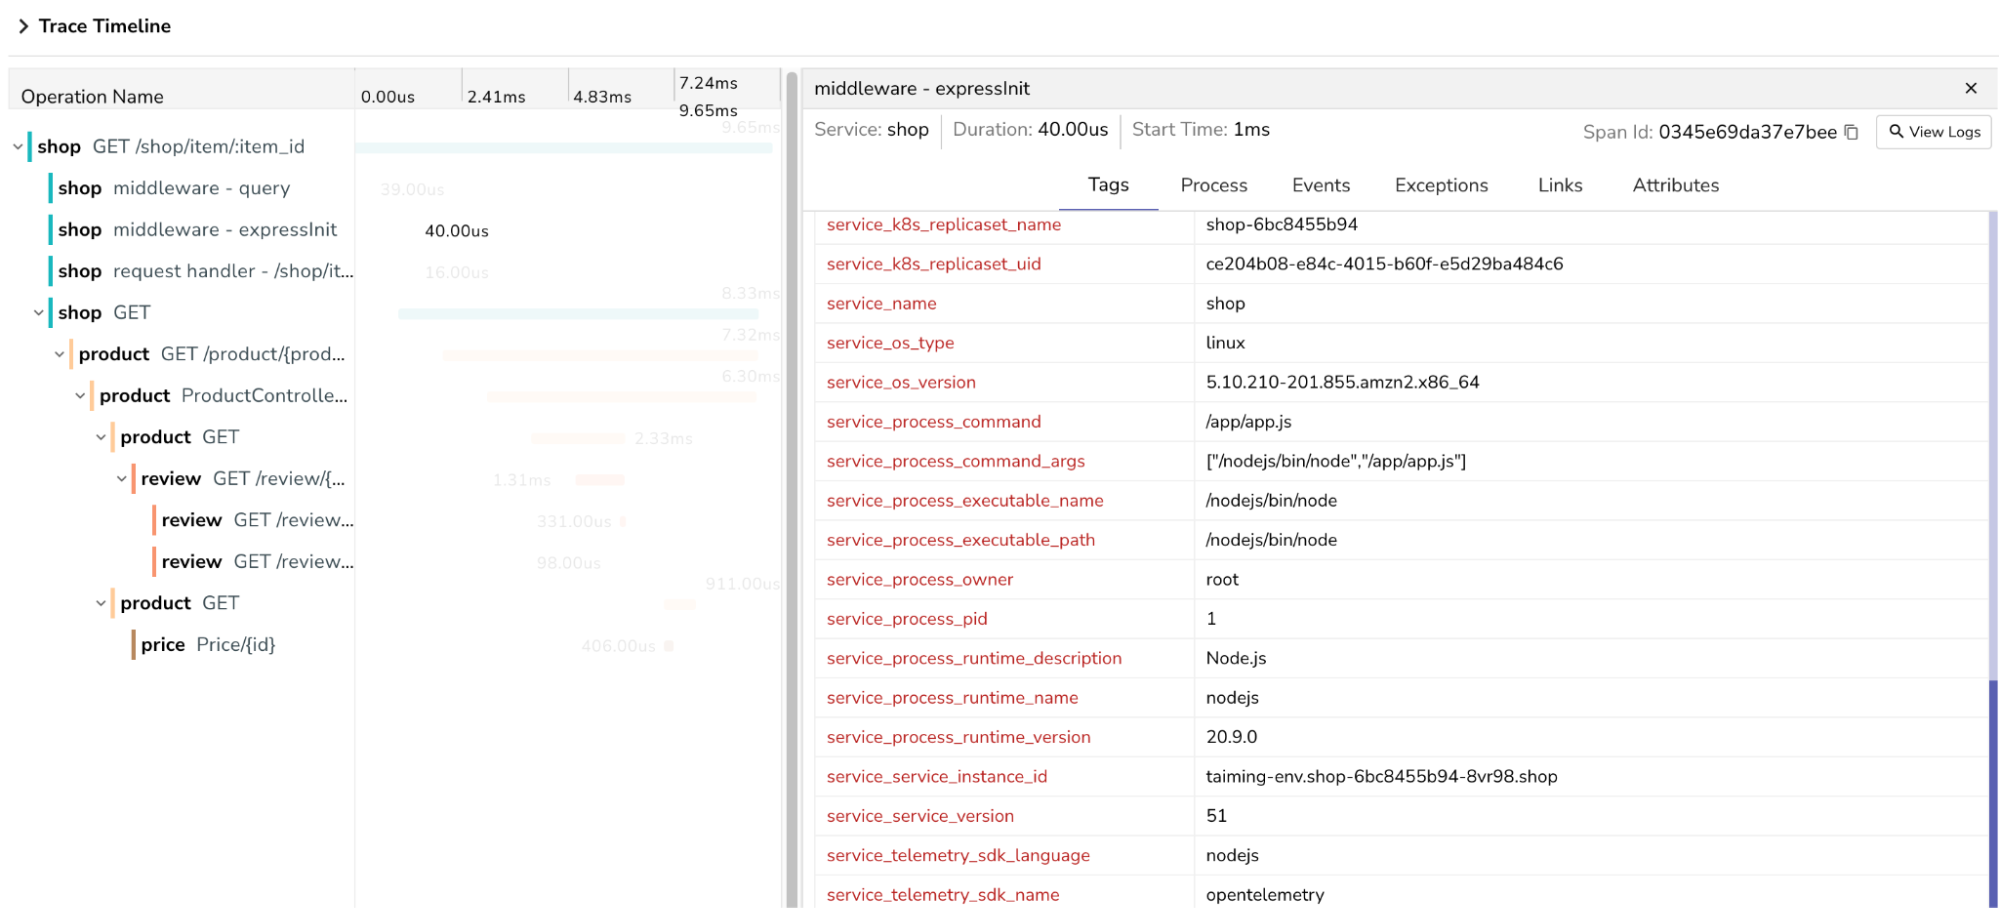 Trace Timeline
Operation Name
0.00us
2.41ms
4.83ms
7.24ms
9.65ms
shop GET /shop/item/:item_id
9.65ms
shop middleware - query
39.00us
shop middleware - expressInit
40.00us
shop request handler - /shop/it...
16.00us
shop GET
8.33ms
product GET /product/{prod...
7.32ms
product ProductControlle...
6.30ms
product GET
2.33ms
review GET /review/{...
1.31ms
review GET /review...
331.00us
review GET /review...
98.00us
product GET
911.00us
price Price/{id}
406.00us
middleware - expressInit
Service: shop
Duration: 40.00us
Start Time: 1ms
Span Id: 0345e69da37e7bee
View Logs
Tags Process Events Exceptions Links Attributes
service_k8s_replicaset_name shop-6bc8455b94
service_k8s_replicaset_uid ce204b08-e84c-4015-b60f-e5d29ba484c6
service_name shop
service_os_type linux
service_os_version 5.10.210-201.855.amzn2.x86_64
service_process_command /app/app.js
service_process_command_args ["/nodejs/bin/node","/app/app.js"]
service_process_executable_name /nodejs/bin/node
service_process_executable_path /nodejs/bin/node
service_process_owner root
service_process_pid 1
service_process_runtime_description Node.js
service_process_runtime_name nodejs
service_process_runtime_version 20.9.0
service_service_instance_id taiming-env.shop-6bc8455b94-8vr98.shop
service_service_version 51
service_telemetry_sdk_language nodejs
service_telemetry_sdk_name opentelemetry